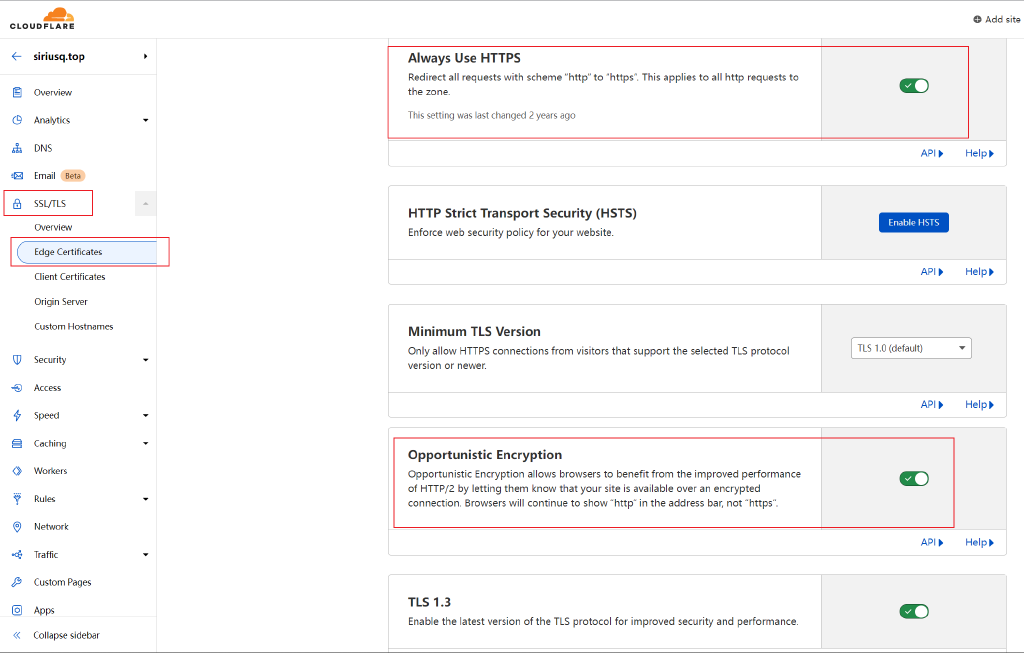 CLOUDFLARE
Add site
siriusq.top
Overview
Analytics
DNS
Email Beta
SSL/TLS
Overview
Edge Certificates
Client Certificates
Origin Server
Custom Hostnames
Security
Access
Speed
Caching
Workers
Rules
Network
Traffic
Custom Pages
Apps
Collapse sidebar
Always Use HTTPS
Redirect all requests with scheme “http” to “https”. This applies to all http requests to
the zone.
This setting was last changed 2 years ago
API Help
HTTP Strict Transport Security (HSTS)
Enforce web security policy for your website.
Enable HSTS
API Help
Minimum TLS Version
Only allow HTTPS connections from visitors that support the selected TLS protocol
version or newer.
TLS 1.0 (default)
API Help
Opportunistic Encryption
Opportunistic Encryption allows browsers to benefit from the improved performance
of HTTP/2 by letting them know that your site is available over an encrypted
connection. Browsers will continue to show “http” in the address bar, not “https”.
API Help
TLS 1.3
Enable the latest version of the TLS protocol for improved security and performance.